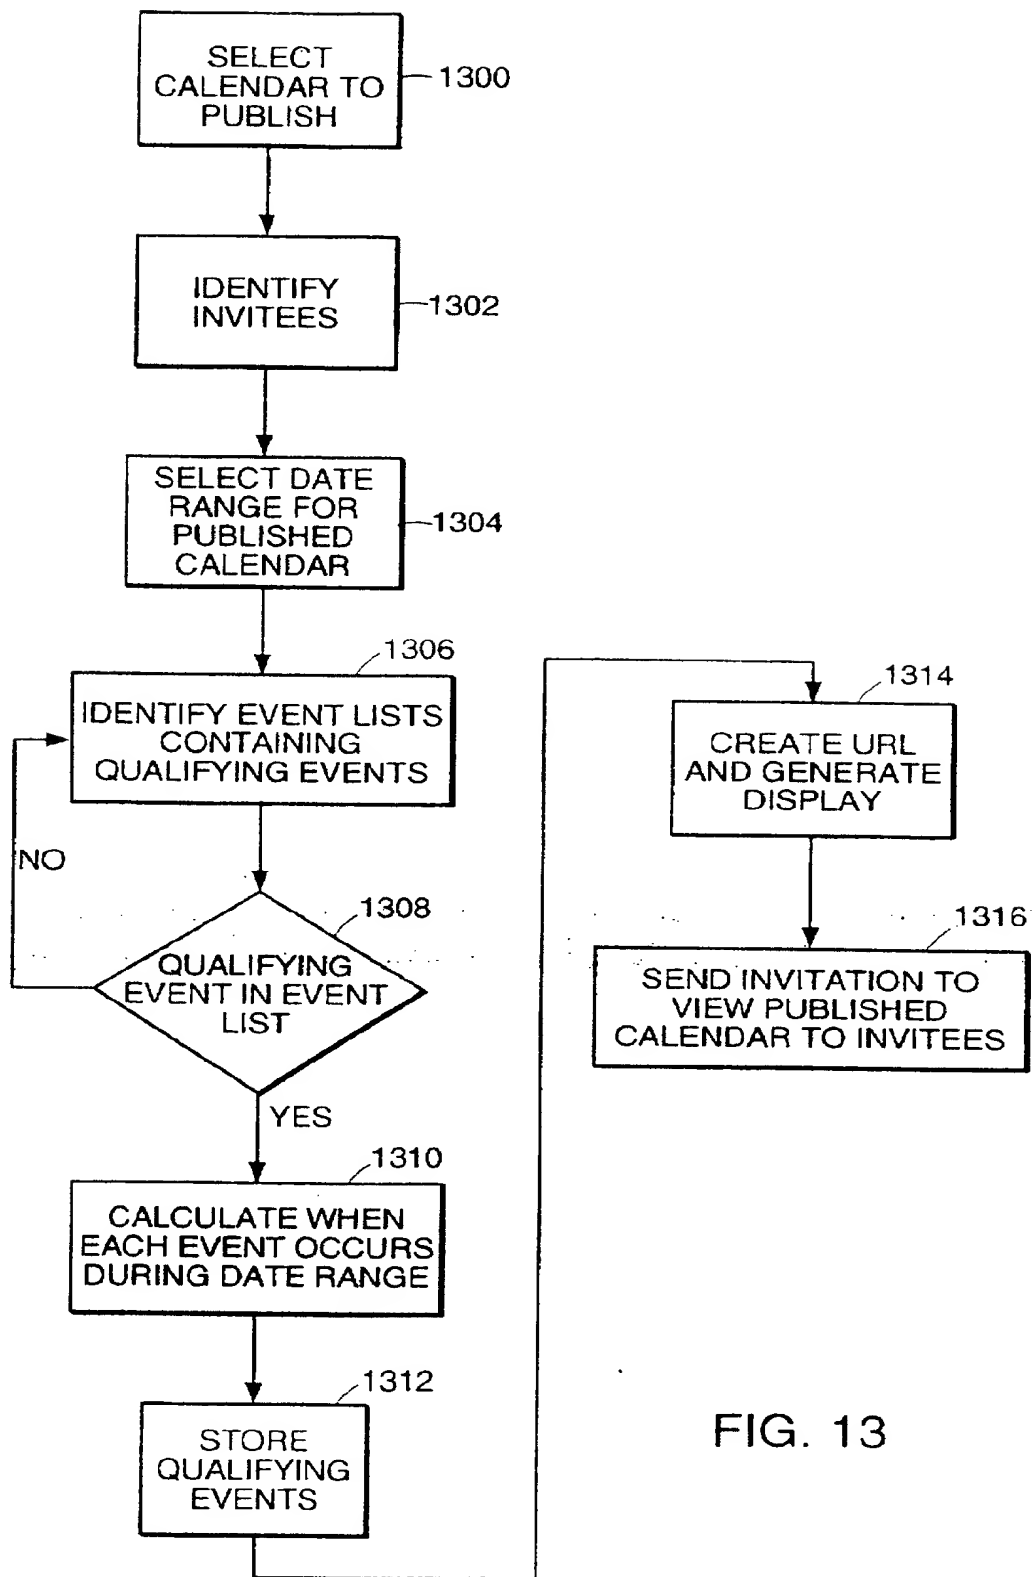 SELECT
CALENDAR TO
PUBLISH
1300
IDENTIFY
INVITEES
1302
SELECT DATE
RANGE FOR
PUBLISHED
CALENDAR
1304
1306
IDENTIFY EVENT LISTS
CONTAINING
QUALIFYING EVENTS
NO
1308
QUALIFYING
EVENT IN EVENT
LIST
YES
1310
CALCULATE WHEN
EACH EVENT OCCURS
DURING DATE RANGE
1312
STORE
QUALIFYING
EVENTS
1314
CREATE URL
AND GENERATE
DISPLAY
1316
SEND INVITATION TO
VIEW PUBLISHED
CALENDAR TO INVITEES
FIG. 13